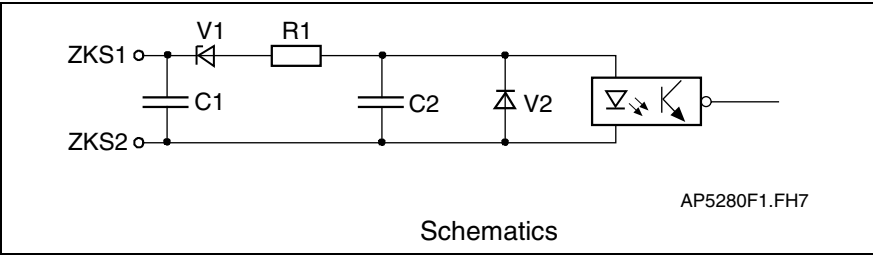 V1 R1
ZKS1
C1 C2 V2
ZKS2
AP5280F1.FH7
Schematics